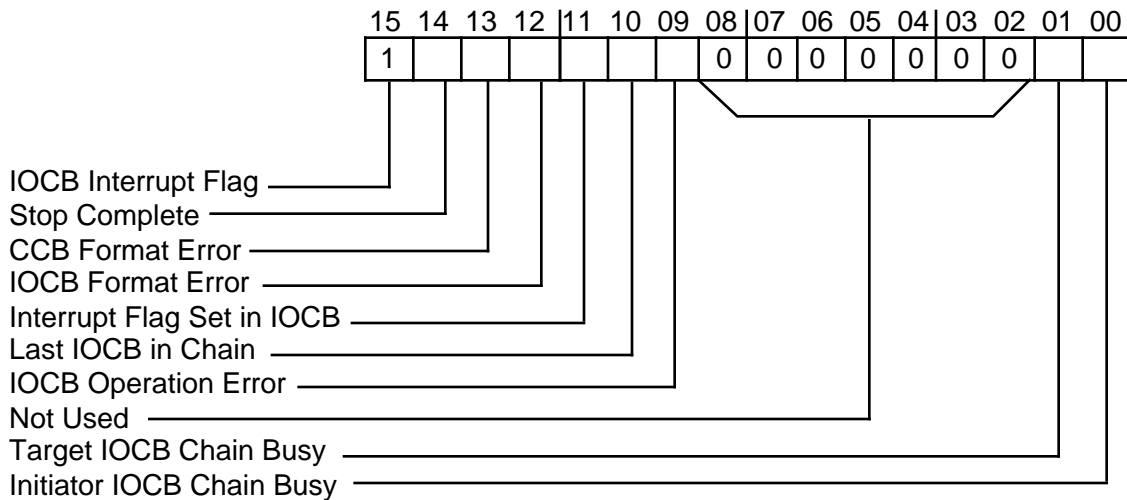 15 14 13 12 11 10 09 08 07 06 05 04 03 02 01 00
1 0 0 0 0 0 0 0
IOCB Interrupt Flag
Stop Complete
CCB Format Error
IOCB Format Error
Interrupt Flag Set in IOCB
Last IOCB in Chain
IOCB Operation Error
Not Used
Target IOCB Chain Busy
Initiator IOCB Chain Busy